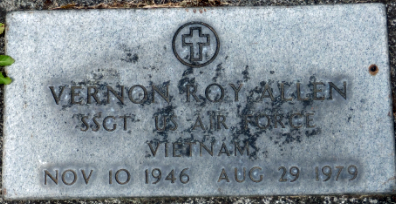 VERNON ROY ALLEN
SSGT US AIR FORCE
VIETNAM
NOV 10 1946 AUG 29 1979